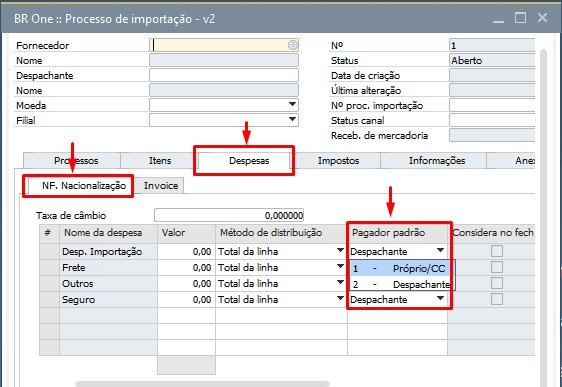 BR One :: Processo de importação - v2
Fornecedor
Nome
Despachante
Nome
Moeda
Filial
Nº 1
Status Aberto
Data de criação
Última alteração
Nº proc. importação
Status canal
Receb. de mercadoria
Processos Itens Despesas Impostos Informações Anex
NF. Nacionalização Invoice
Taxa de câmbio 0,000000
# Nome da despesa Valor Método de distribuição Pagador padrão Considera no fech
Desp. Importação 0,00 Total da linha Despachante
Frete 0,00 Total da linha 1 - Próprio/CC
Outros 0,00 Total da linha 2 - Despachante
Seguro 0,00 Total da linha Despachante